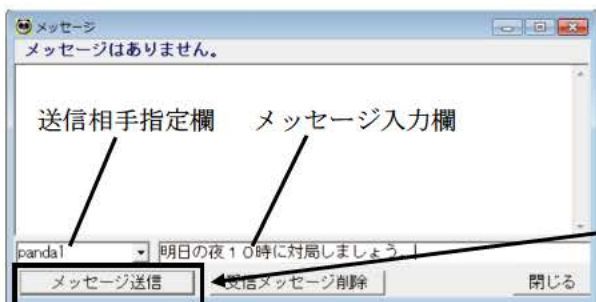 メッセージ
メッセージはありません。
送信相手指定欄 メッセージ入力欄
panda1 明日の夜10時に対局しましょう。
メッセージ送信 受信メッセージ削除 閉じる